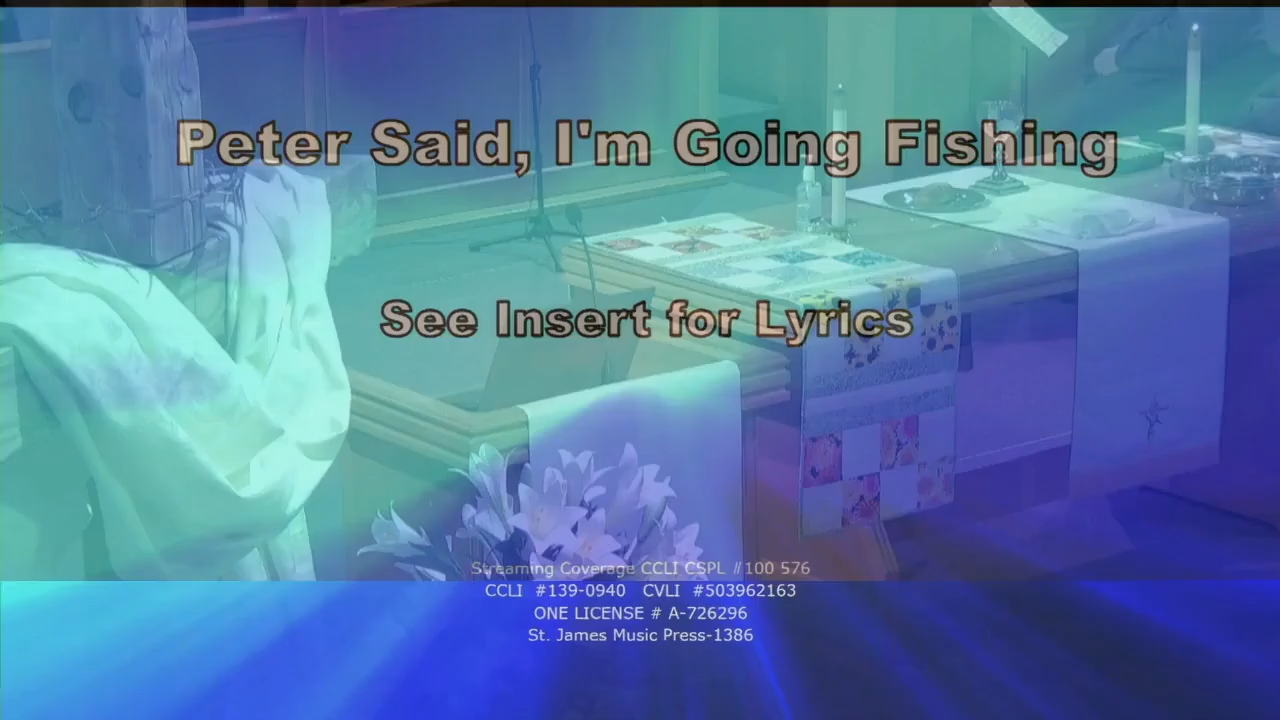 Peter Said, I'm Going Fishing
See Insert for Lyrics
Streaming Coverage CCLI CSPL #100 576
CCLI  #139-0940   CVLI  #503962163
ONE LICENSE # A-726296
St. James Music Press-1386